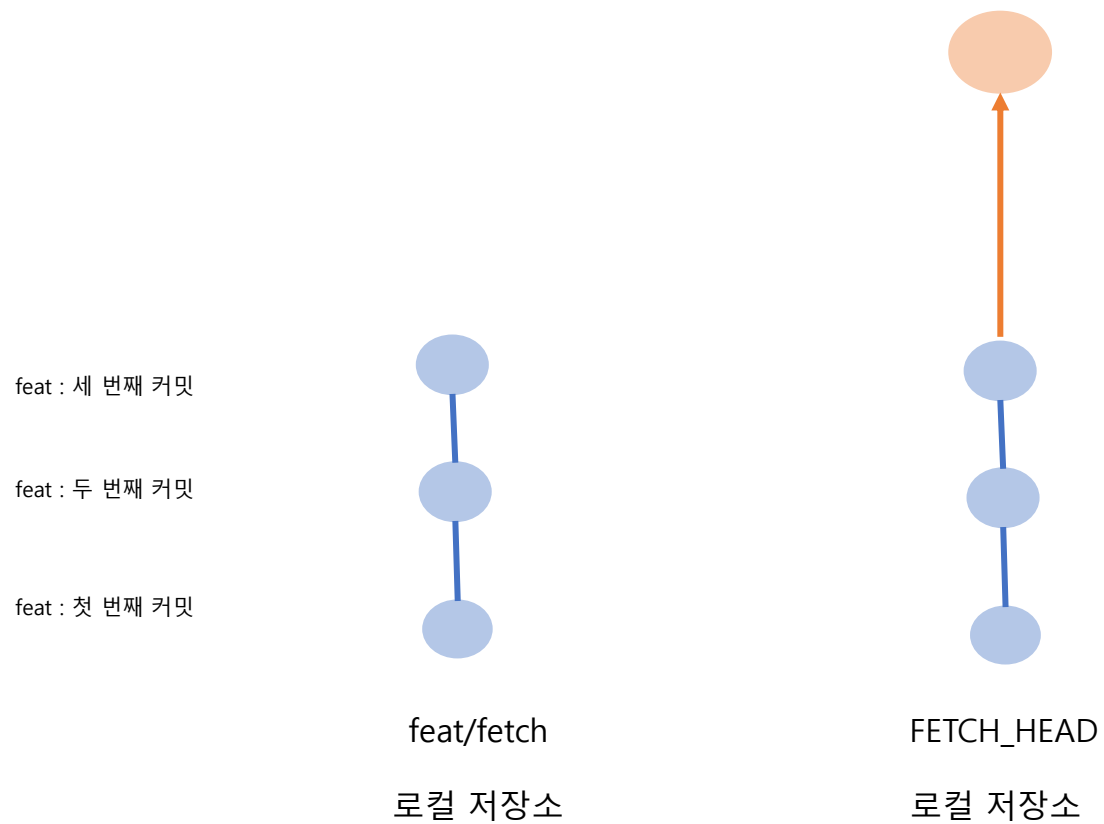 feat : 세 번째 커밋
feat : 두 번째 커밋
feat : 첫 번째 커밋
feat/fetch
FETCH_HEAD
로컬 저장소
로컬 저장소